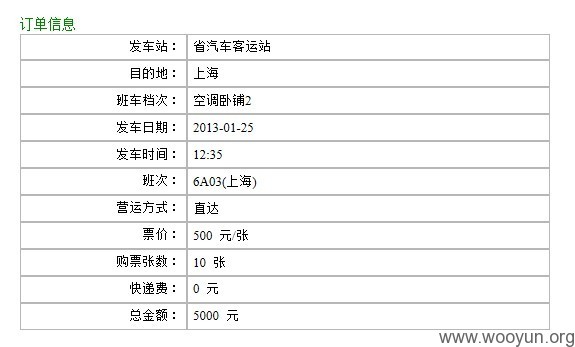 订单信息
发车站： 省汽车客运站
目的地： 上海
班车档次： 空调卧铺2
发车日期： 2013-01-25
发车时间： 12:35
班次： 6A03(上海)
营运方式： 直达
票价： 500 元/张
购票张数： 10 张
快递费： 0 元
总金额： 5000 元
www.wooyun.org